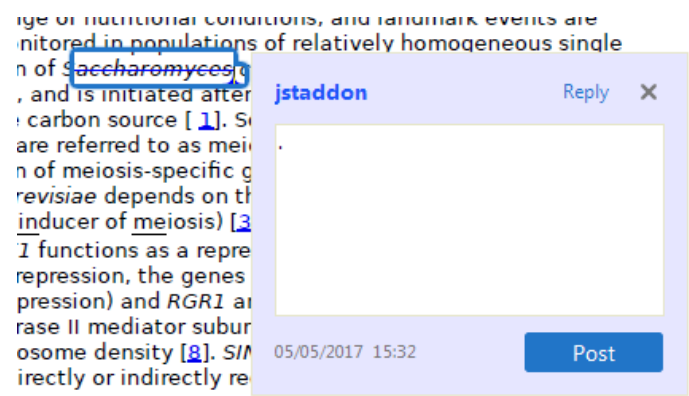 ge of nutritional conditions, and landmark events are
nitored in populations of relatively homogeneous single
n of Saccharomyces
, and is initiated after
carbon source [ 1]. S
are referred to as mei
n of meiosis-specific g
revisiae depends on th
inducer of meiosis) [3
1 functions as a repre
repression, the genes
pression) and RGR1 a
rase II mediator subur
osome density [8]. SIN
irectly or indirectly re
jstaddon
Reply
.
05/05/2017 15:32
Post